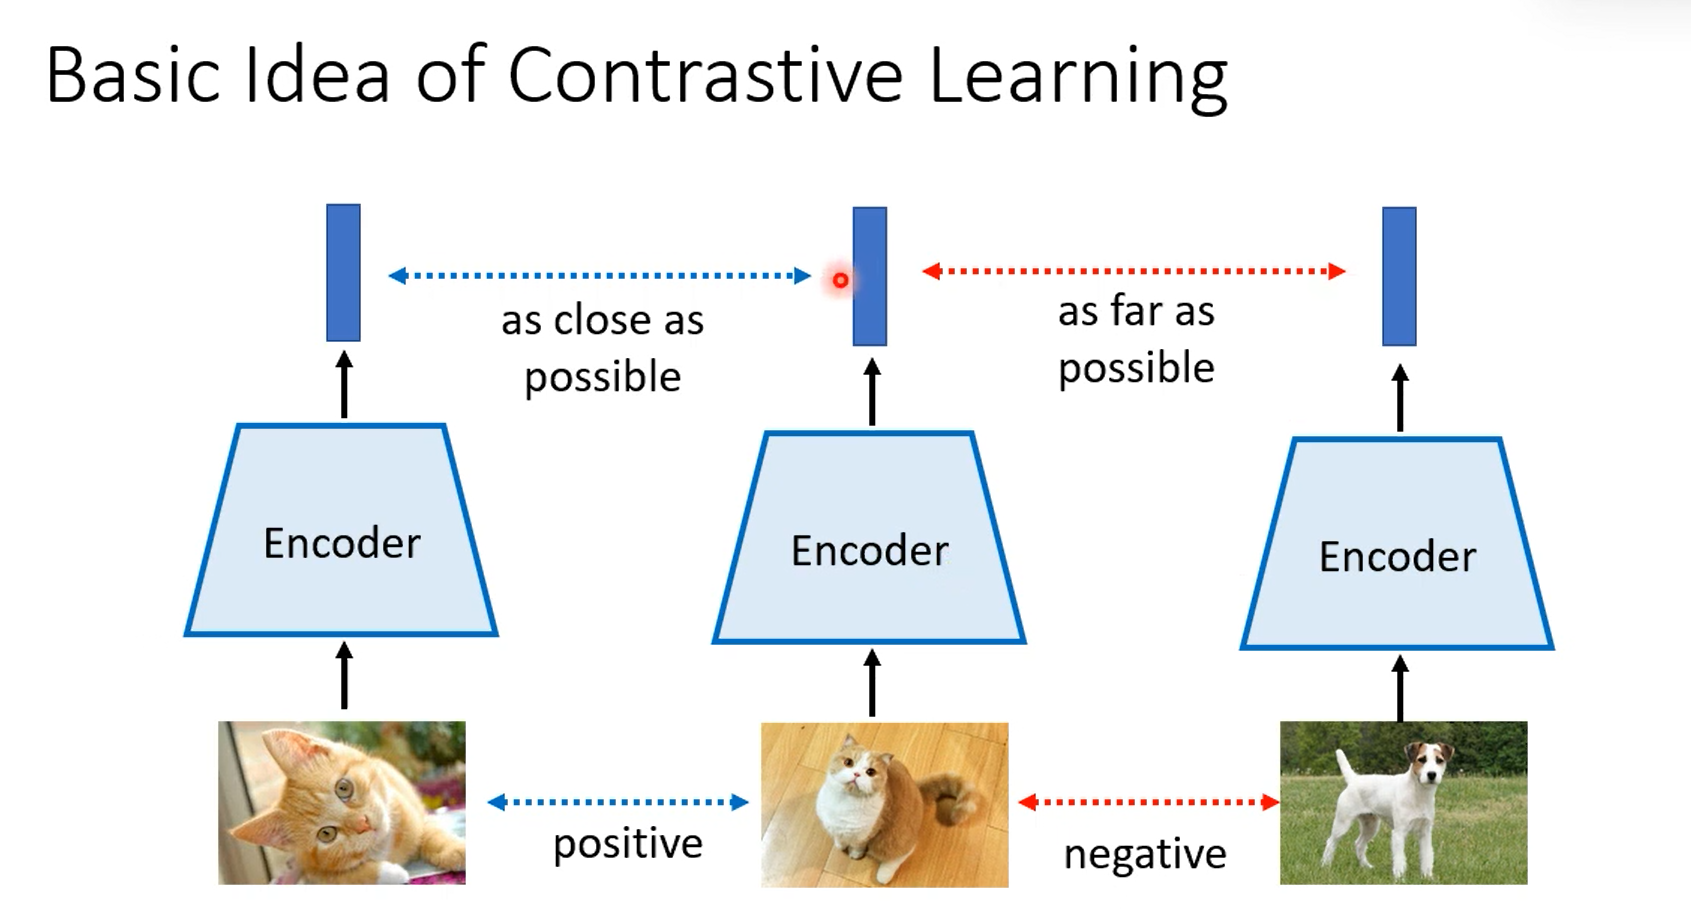 Basic Idea of Contrastive Learning
as close as
possible
as far as
possible
Encoder
Encoder
Encoder
positive
negative